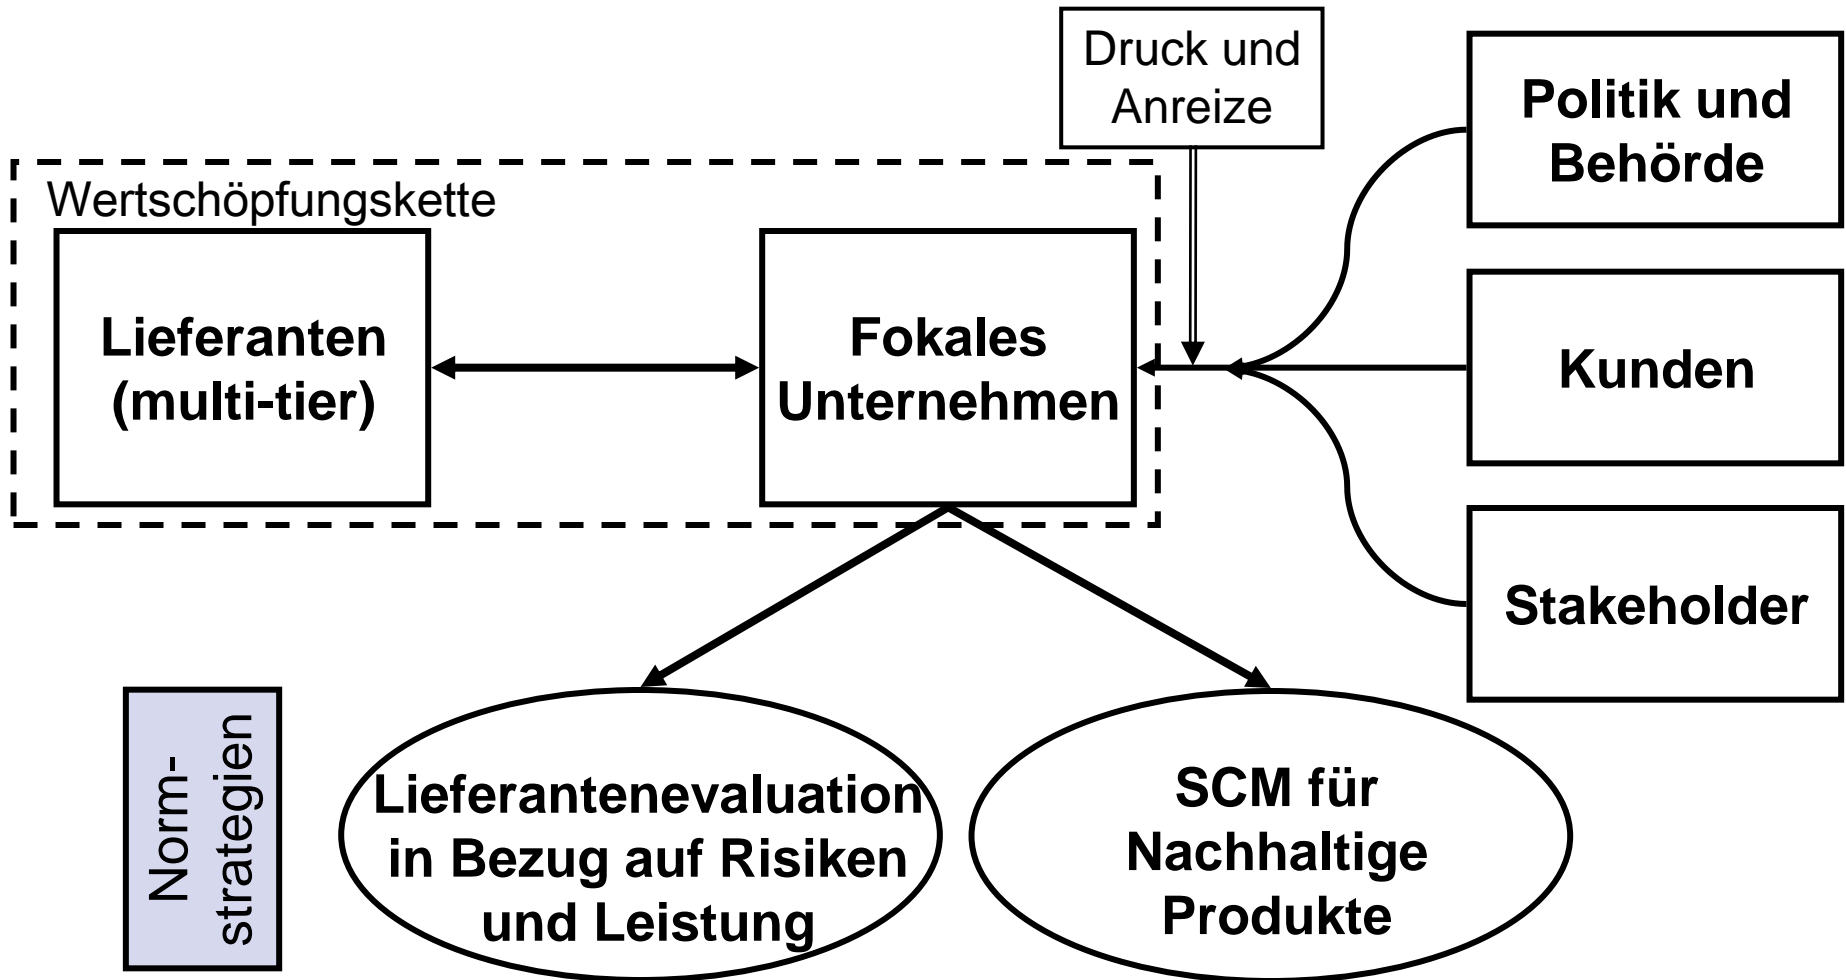 Druck und
Anreize
Politik und
Behörde
Wertschöpfungskette
Lieferanten
(multi-tier)
Fokales
Unternehmen
Kunden
Stakeholder
Norm-
strategien
Lieferantenevaluation
in Bezug auf Risiken
und Leistung
SCM für
Nachhaltige
Produkte